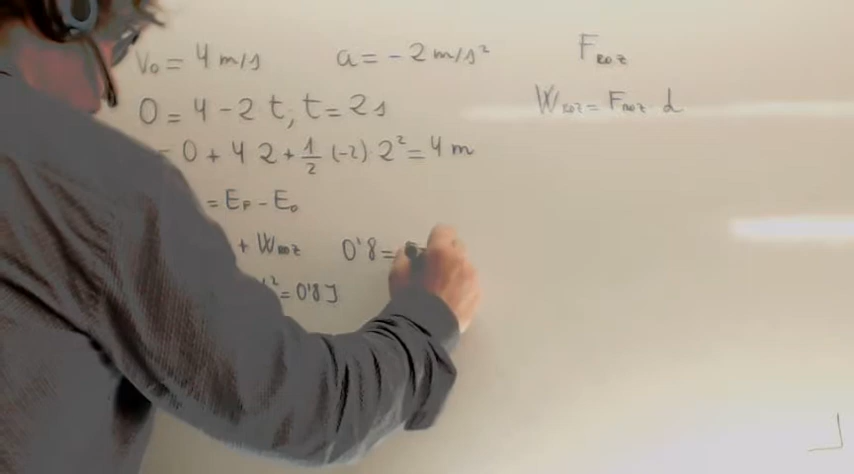 V₀ = 4 m/s a = - 2 m/s² F_ROZ
0 = 4 - 2 t, t = 2 s W_ROZ = F_ROZ · d
= 0 + 4 2 + 1/2 (-2) · 2² = 4 m
= E_F - E_0
+ W_ROZ 0'8 =
² = 0'8 J